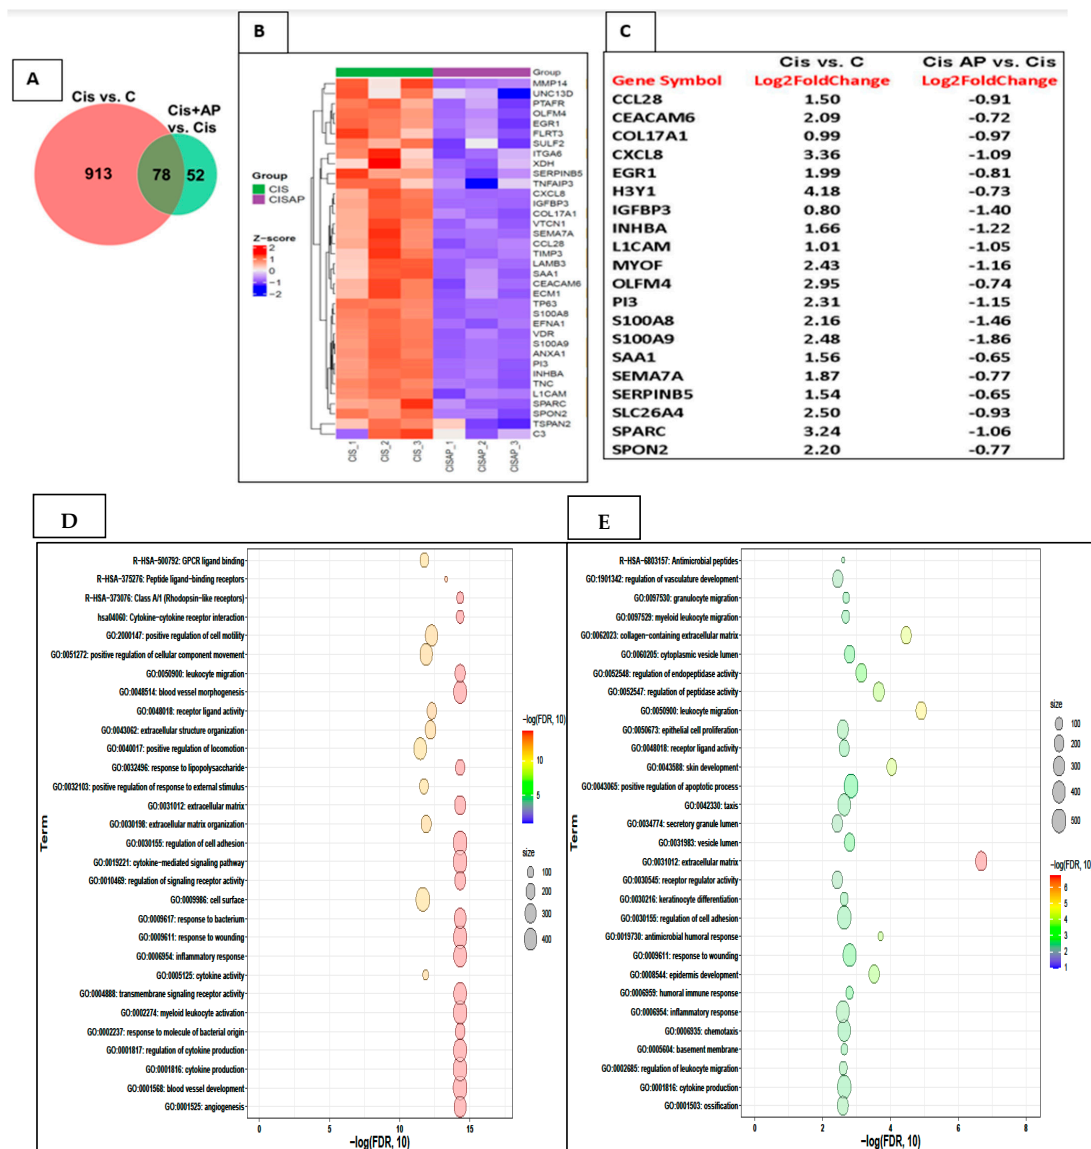 A
Cis vs. C
Cis+AP
vs. Cis
913
78
52
B
Group
MMP14
UNC13D
PTAFR
OLFM4
EGR1
FLRT3
SULF2
ITGA6
XDH
SERPINB5
TNFAIP3
CXCL8
IGFBP3
COL17A1
VTCN1
SEMA7A
CCL28
TIMP3
LAMB3
SAA1
CEACAM6
ECM1
TP63
S100A8
EFNA1
VDR
S100A9
ANXA1
PI3
INHBA
TNC
L1CAM
SPARC
SPON2
TSPAN2
C3
Group
CIS
CISAP
Z−score
2
1
0
−1
−2
CIS_1
CIS_2
CIS_3
CISAP_1
CISAP_2
CISAP_3
C
Cis vs. C Cis AP vs. Cis
Gene Symbol Log2FoldChange Log2FoldChange
CCL28 1.50 -0.91
CEACAM6 2.09 -0.72
COL17A1 0.99 -0.97
CXCL8 3.36 -1.09
EGR1 1.99 -0.81
H3Y1 4.18 -0.73
IGFBP3 0.80 -1.40
INHBA 1.66 -1.22
L1CAM 1.01 -1.05
MYOF 2.43 -1.16
OLFM4 2.95 -0.74
PI3 2.31 -1.15
S100A8 2.16 -1.46
S100A9 2.48 -1.86
SAA1 1.56 -0.65
SEMA7A 1.87 -0.77
SERPINB5 1.54 -0.65
SLC26A4 2.50 -0.93
SPARC 3.24 -1.06
SPON2 2.20 -0.77
D
Term
R−HSA−500792: GPCR ligand binding
R−HSA−375276: Peptide ligand−binding receptors
R−HSA−373076: Class A/1 (Rhodopsin−like receptors)
hsa04060: Cytokine−cytokine receptor interaction
GO:2000147: positive regulation of cell motility
GO:0051272: positive regulation of cellular component movement
GO:0050900: leukocyte migration
GO:0048514: blood vessel morphogenesis
GO:0048018: receptor ligand activity
GO:0043062: extracellular structure organization
GO:0040017: positive regulation of locomotion
GO:0032496: response to lipopolysaccharide
GO:0032103: positive regulation of response to external stimulus
GO:0031012: extracellular matrix
GO:0030198: extracellular matrix organization
GO:0030155: regulation of cell adhesion
GO:0019221: cytokine−mediated signaling pathway
GO:0010469: regulation of signaling receptor activity
GO:0009986: cell surface
GO:0009617: response to bacterium
GO:0009611: response to wounding
GO:0006954: inflammatory response
GO:0005125: cytokine activity
GO:0004888: transmembrane signaling receptor activity
GO:0002274: myeloid leukocyte activation
GO:0002237: response to molecule of bacterial origin
GO:0001817: regulation of cytokine production
GO:0001816: cytokine production
GO:0001568: blood vessel development
GO:0001525: angiogenesis
0 5 10 15
−log(FDR, 10)
−log(FDR, 10)
10
5
size
100
200
300
400
E
Term
R−HSA−6803157: Antimicrobial peptides
GO:1901342: regulation of vasculature development
GO:0097530: granulocyte migration
GO:0097529: myeloid leukocyte migration
GO:0062023: collagen−containing extracellular matrix
GO:0060205: cytoplasmic vesicle lumen
GO:0052548: regulation of endopeptidase activity
GO:0052547: regulation of peptidase activity
GO:0050900: leukocyte migration
GO:0050673: epithelial cell proliferation
GO:0048018: receptor ligand activity
GO:0043588: skin development
GO:0043065: positive regulation of apoptotic process
GO:0042330: taxis
GO:0034774: secretory granule lumen
GO:0031983: vesicle lumen
GO:0031012: extracellular matrix
GO:0030545: receptor regulator activity
GO:0030216: keratinocyte differentiation
GO:0030155: regulation of cell adhesion
GO:0019730: antimicrobial humoral response
GO:0009611: response to wounding
GO:0008544: epidermis development
GO:0006959: humoral immune response
GO:0006954: inflammatory response
GO:0006935: chemotaxis
GO:0005604: basement membrane
GO:0002685: regulation of leukocyte migration
GO:0001816: cytokine production
GO:0001503: ossification
0 2 4 6 8
−log(FDR, 10)
size
100
200
300
400
500
−log(FDR, 10)
6
5
4
3
2
1